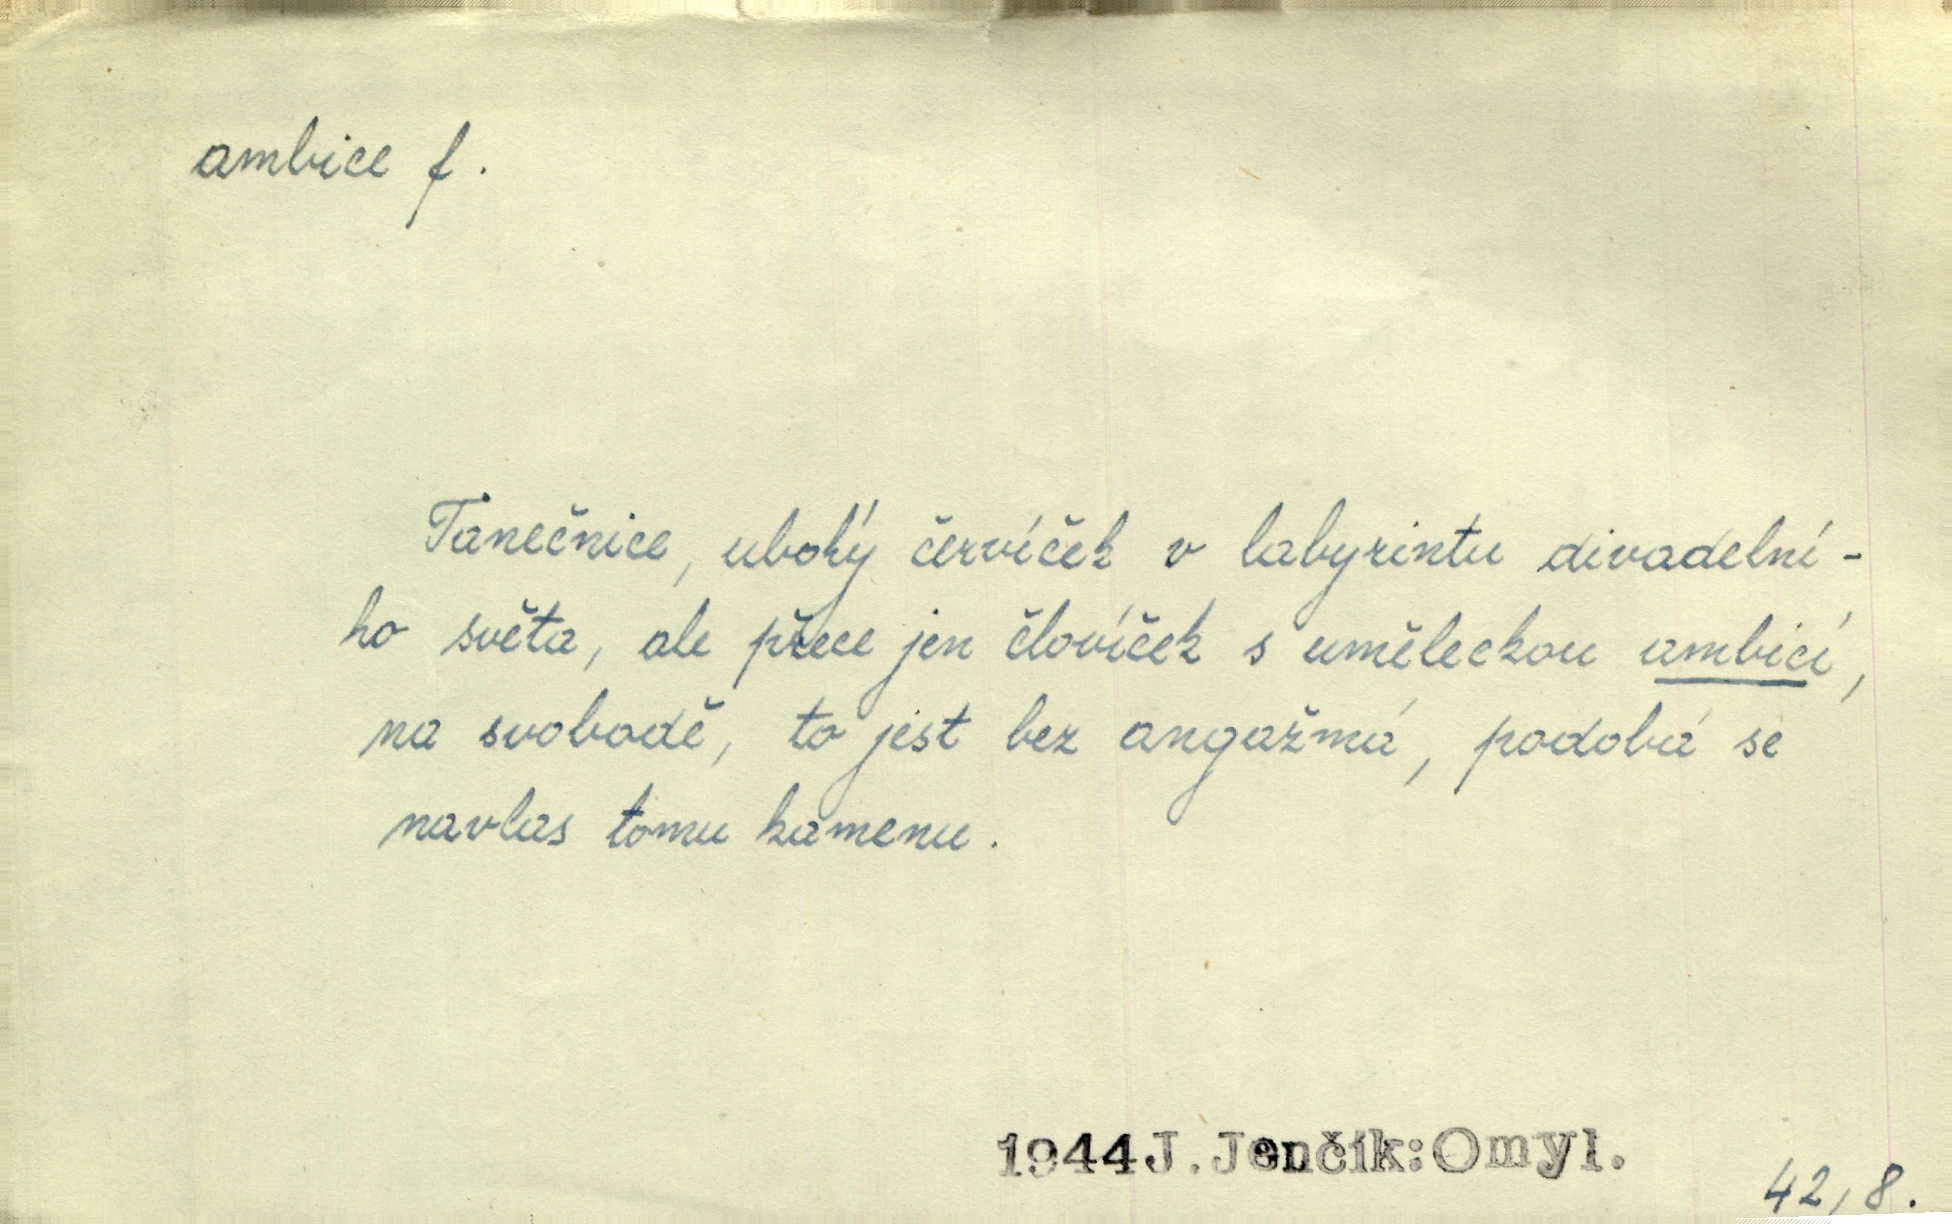 ambice f.
Tanečnice, ubohý červíček v labyrintu divadelní-
ho světa, ale přece jen človíček s uměleckou ambicí,
na svobodě, to jest bez angažmá, podobá se
navlas tomu kamenu.
1944 J. Jenčík: Omyl.
42, 8.